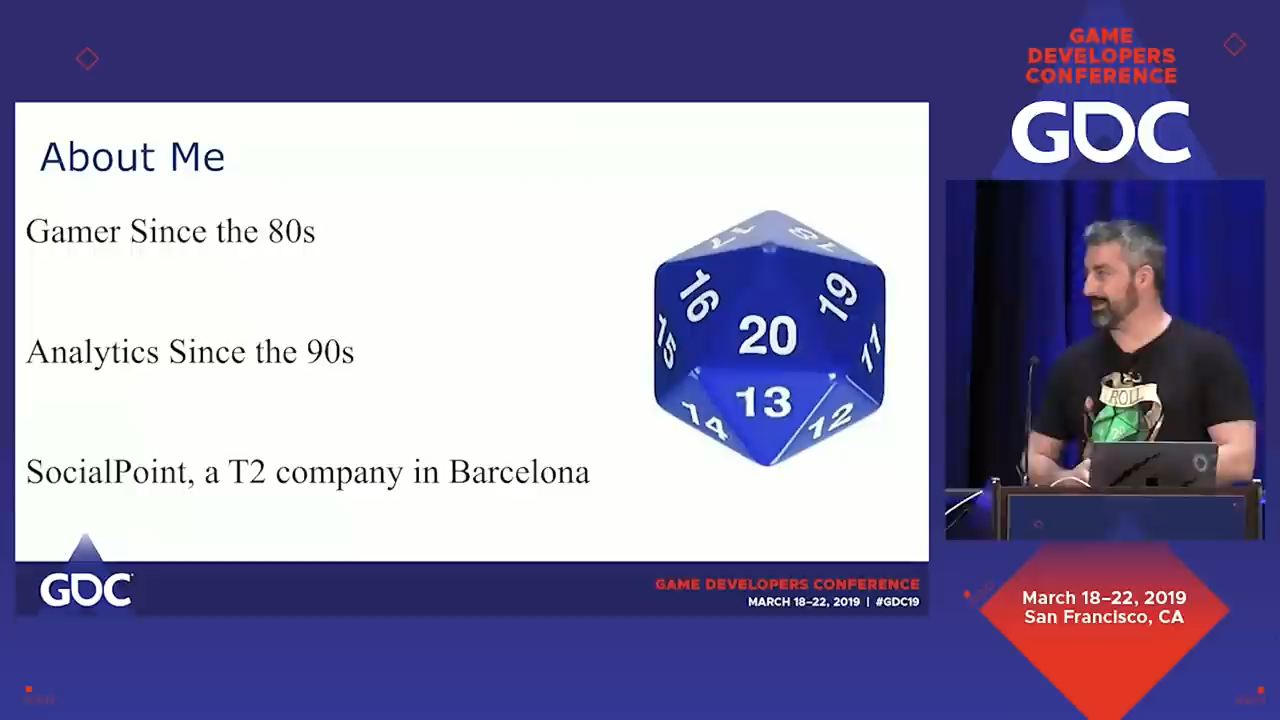 GAME
DEVELOPERS
CONFERENCE
GDC
About Me
Gamer Since the 80s
Analytics Since the 90s
SocialPoint, a T2 company in Barcelona
17
18
16
19
20
15
11
13
14
12
ROLL
GDC
GAME DEVELOPERS CONFERENCE
MARCH 18–22, 2019 | #GDC19
March 18–22, 2019
San Francisco, CA